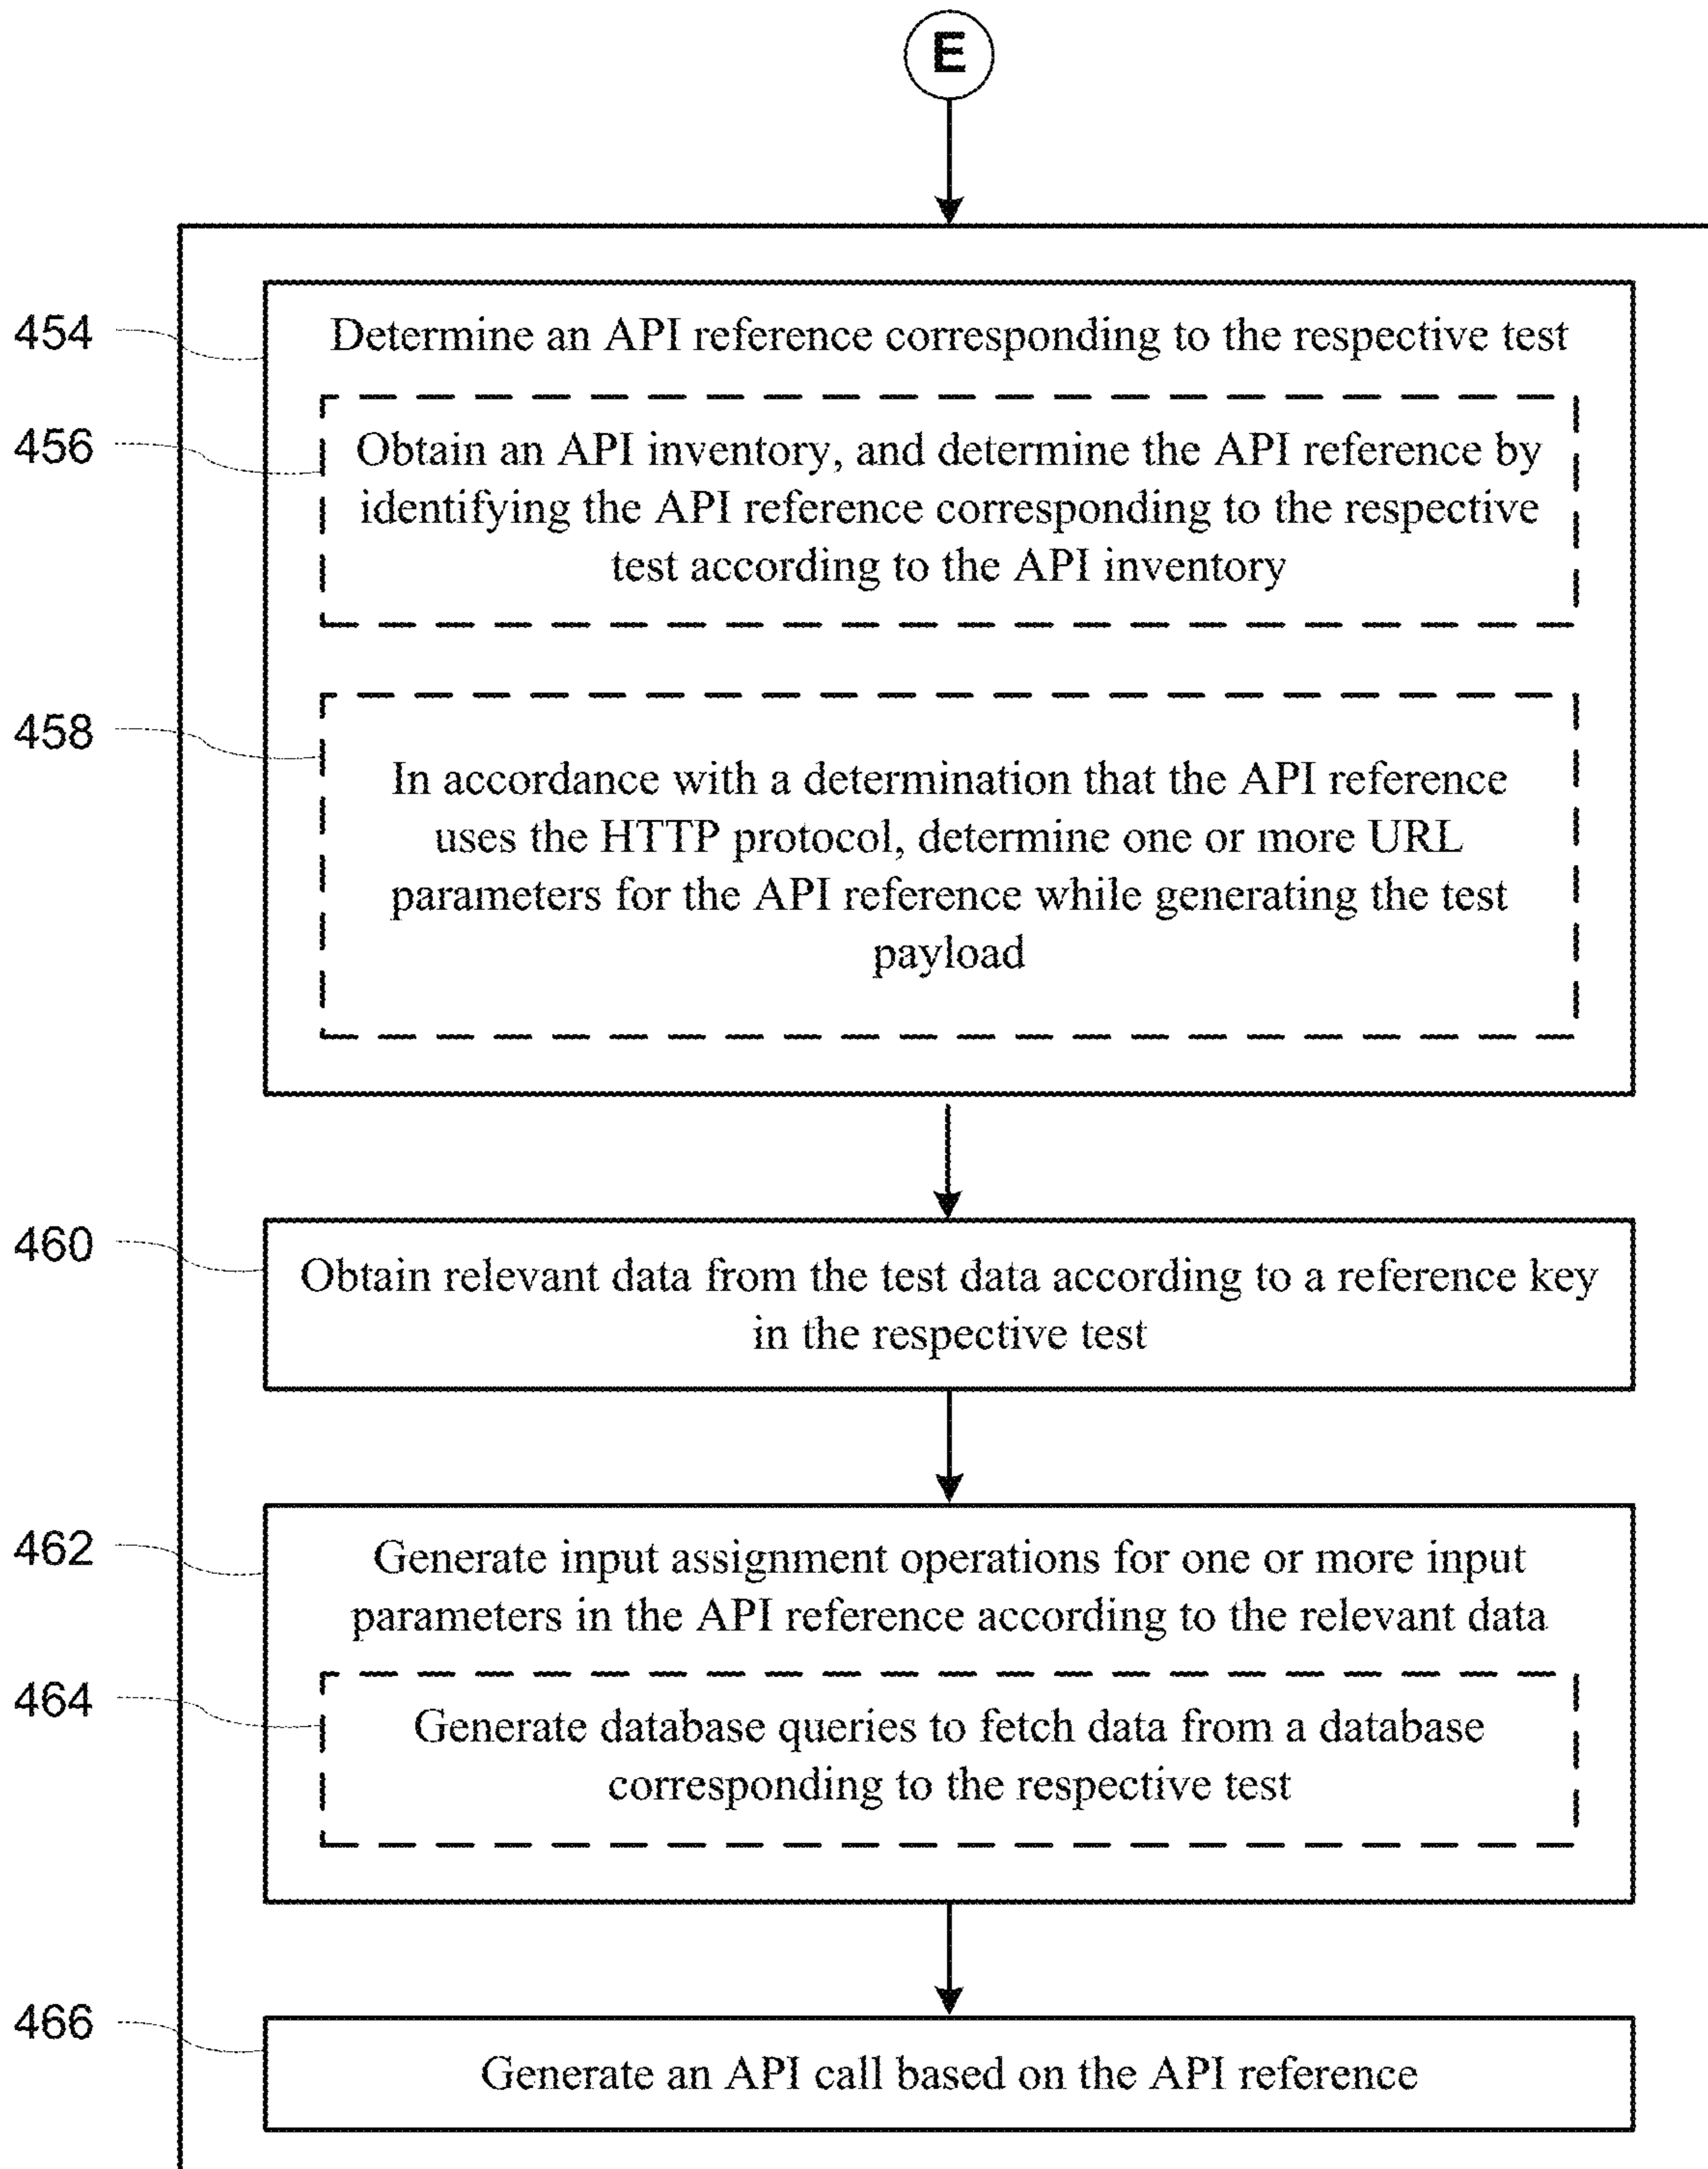 E
454
Determine an API reference corresponding to the respective test
456
Obtain an API inventory, and determine the API reference by
identifying the API reference corresponding to the respective
test according to the API inventory
458
In accordance with a determination that the API reference
uses the HTTP protocol, determine one or more URL
parameters for the API reference while generating the test
payload
460
Obtain relevant data from the test data according to a reference key
in the respective test
462
Generate input assignment operations for one or more input
parameters in the API reference according to the relevant data
464
Generate database queries to fetch data from a database
corresponding to the respective test
466
Generate an API call based on the API reference